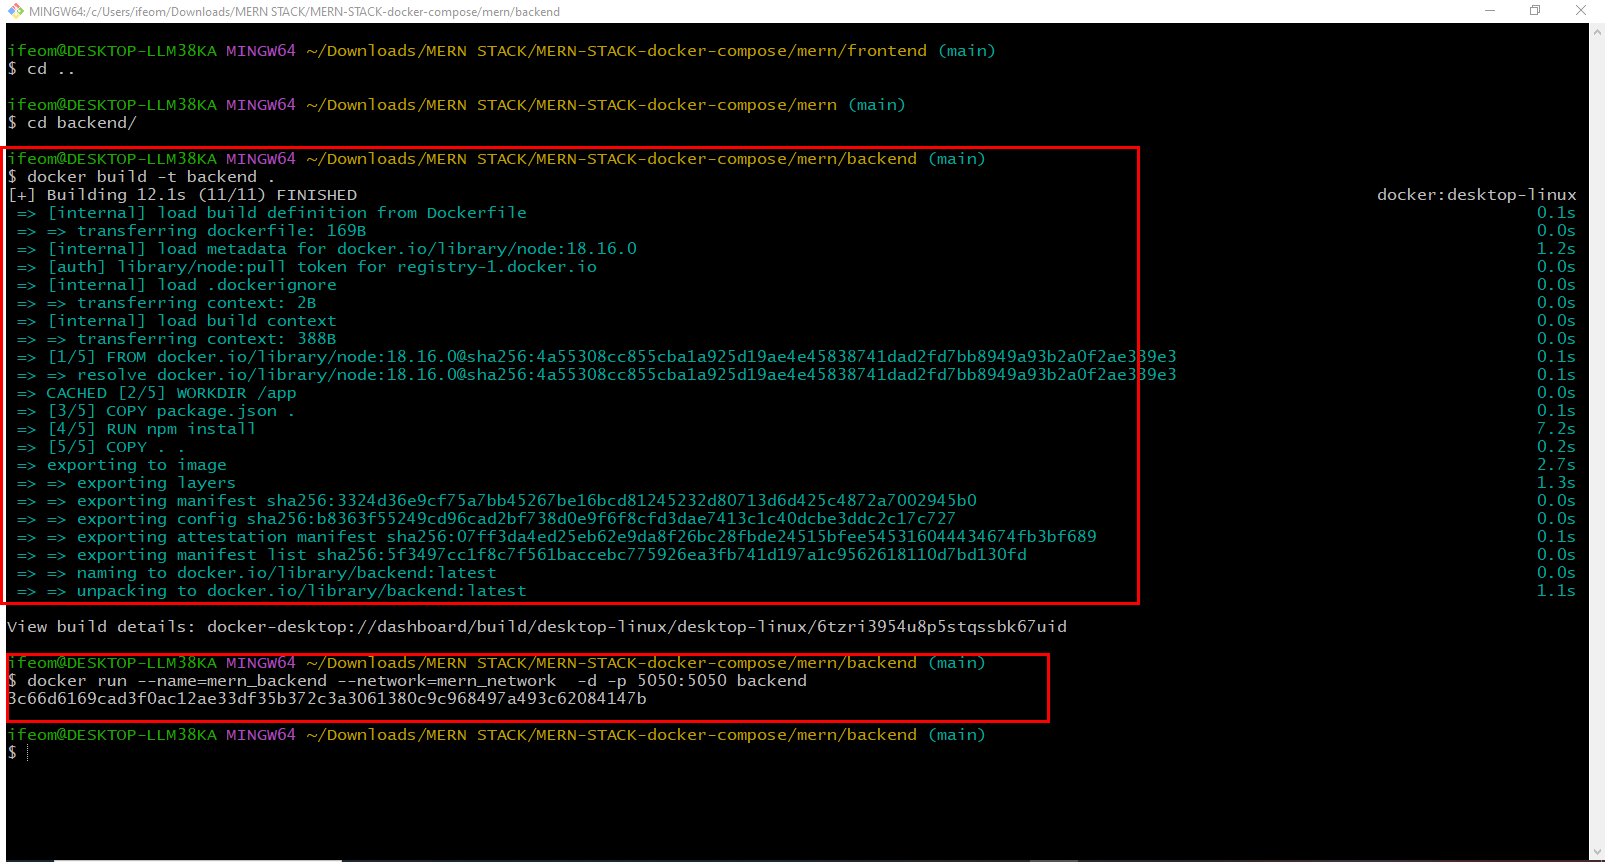 MINGW64:/c/Users/ifeom/Downloads/MERN STACK/MERN-STACK-docker-compose/mern/backend
ifeom@DESKTOP-LLM38KA MINGW64 ~/Downloads/MERN STACK/MERN-STACK-docker-compose/mern/frontend (main)
$ cd ..
ifeom@DESKTOP-LLM38KA MINGW64 ~/Downloads/MERN STACK/MERN-STACK-docker-compose/mern (main)
$ cd backend/
ifeom@DESKTOP-LLM38KA MINGW64 ~/Downloads/MERN STACK/MERN-STACK-docker-compose/mern/backend (main)
$ docker build -t backend .
[+] Building 12.1s (11/11) FINISHED docker:desktop-linux
=> [internal] load build definition from Dockerfile 0.1s
=> => transferring dockerfile: 169B 0.0s
=> [internal] load metadata for docker.io/library/node:18.16.0 1.2s
=> [auth] library/node:pull token for registry-1.docker.io 0.0s
=> [internal] load .dockerignore 0.0s
=> => transferring context: 2B 0.0s
=> [internal] load build context 0.0s
=> => transferring context: 388B 0.0s
=> [1/5] FROM docker.io/library/node:18.16.0@sha256:4a55308cc855cba1a925d19ae4e45838741dad2fd7bb8949a93b2a0f2ae339e3 0.1s
=> => resolve docker.io/library/node:18.16.0@sha256:4a55308cc855cba1a925d19ae4e45838741dad2fd7bb8949a93b2a0f2ae339e3 0.1s
=> CACHED [2/5] WORKDIR /app 0.0s
=> [3/5] COPY package.json . 0.1s
=> [4/5] RUN npm install 7.2s
=> [5/5] COPY . . 0.2s
=> exporting to image 2.7s
=> => exporting layers 1.3s
=> => exporting manifest sha256:3324d36e9cf75a7bb45267be16bcd81245232d80713d6d425c4872a7002945b0 0.0s
=> => exporting config sha256:b8363f55249cd96cad2bf738d0e9f6f8cfd3dae7413c1c40dcbe3ddc2c17c727 0.0s
=> => exporting attestation manifest sha256:07ff3da4ed25eb62e9da8f26bc28fbde24515bfee545316044434674fb3bf689 0.1s
=> => exporting manifest list sha256:5f3497cc1f8c7f561baccebc775926ea3fb741d197a1c9562618110d7bd130fd 0.0s
=> => naming to docker.io/library/backend:latest 0.0s
=> => unpacking to docker.io/library/backend:latest 1.1s
View build details: docker-desktop://dashboard/build/desktop-linux/desktop-linux/6tzri3954u8p5stqssbk67uid
ifeom@DESKTOP-LLM38KA MINGW64 ~/Downloads/MERN STACK/MERN-STACK-docker-compose/mern/backend (main)
$ docker run --name=mern_backend --network=mern_network  -d -p 5050:5050 backend
3c66d6169cad3f0ac12ae33df35b372c3a3061380c9c968497a493c62084147b
ifeom@DESKTOP-LLM38KA MINGW64 ~/Downloads/MERN STACK/MERN-STACK-docker-compose/mern/backend (main)
$